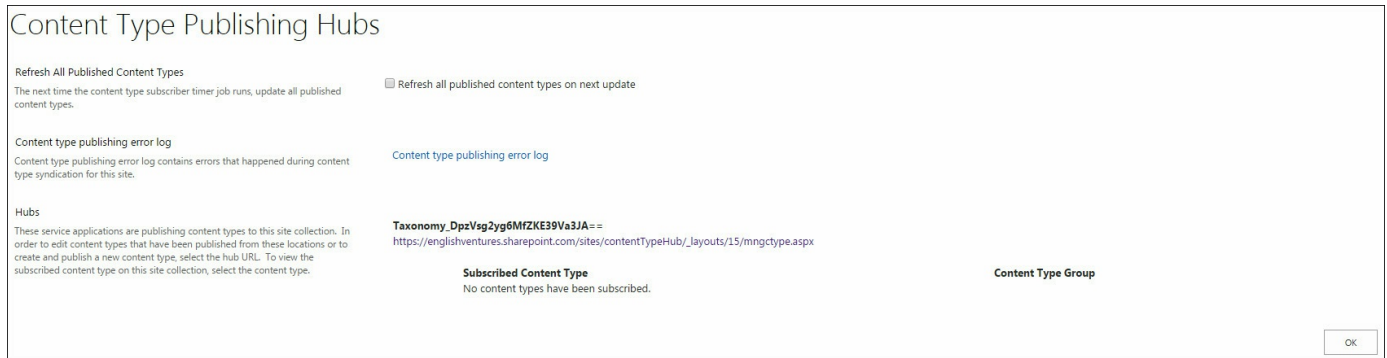 Content Type Publishing Hubs
Refresh All Published Content Types
The next time the content type subscriber timer job runs, update all published
content types.
Refresh all published content types on next update
Content type publishing error log
Content type publishing error log contains errors that happened during content
type syndication for this site.
Content type publishing error log
Hubs
These service applications are publishing content types to this site collection. In
order to edit content types that have been published from these locations or to
create and publish a new content type, select the hub URL. To view the
subscribed content type on this site collection, select the content type.
Taxonomy_DpzVsg2yg6MfZKE39Va3JA==
https://englishventures.sharepoint.com/sites/contentTypeHub/_layouts/15/mngctype.aspx
Subscribed Content Type
Content Type Group
No content types have been subscribed.
OK